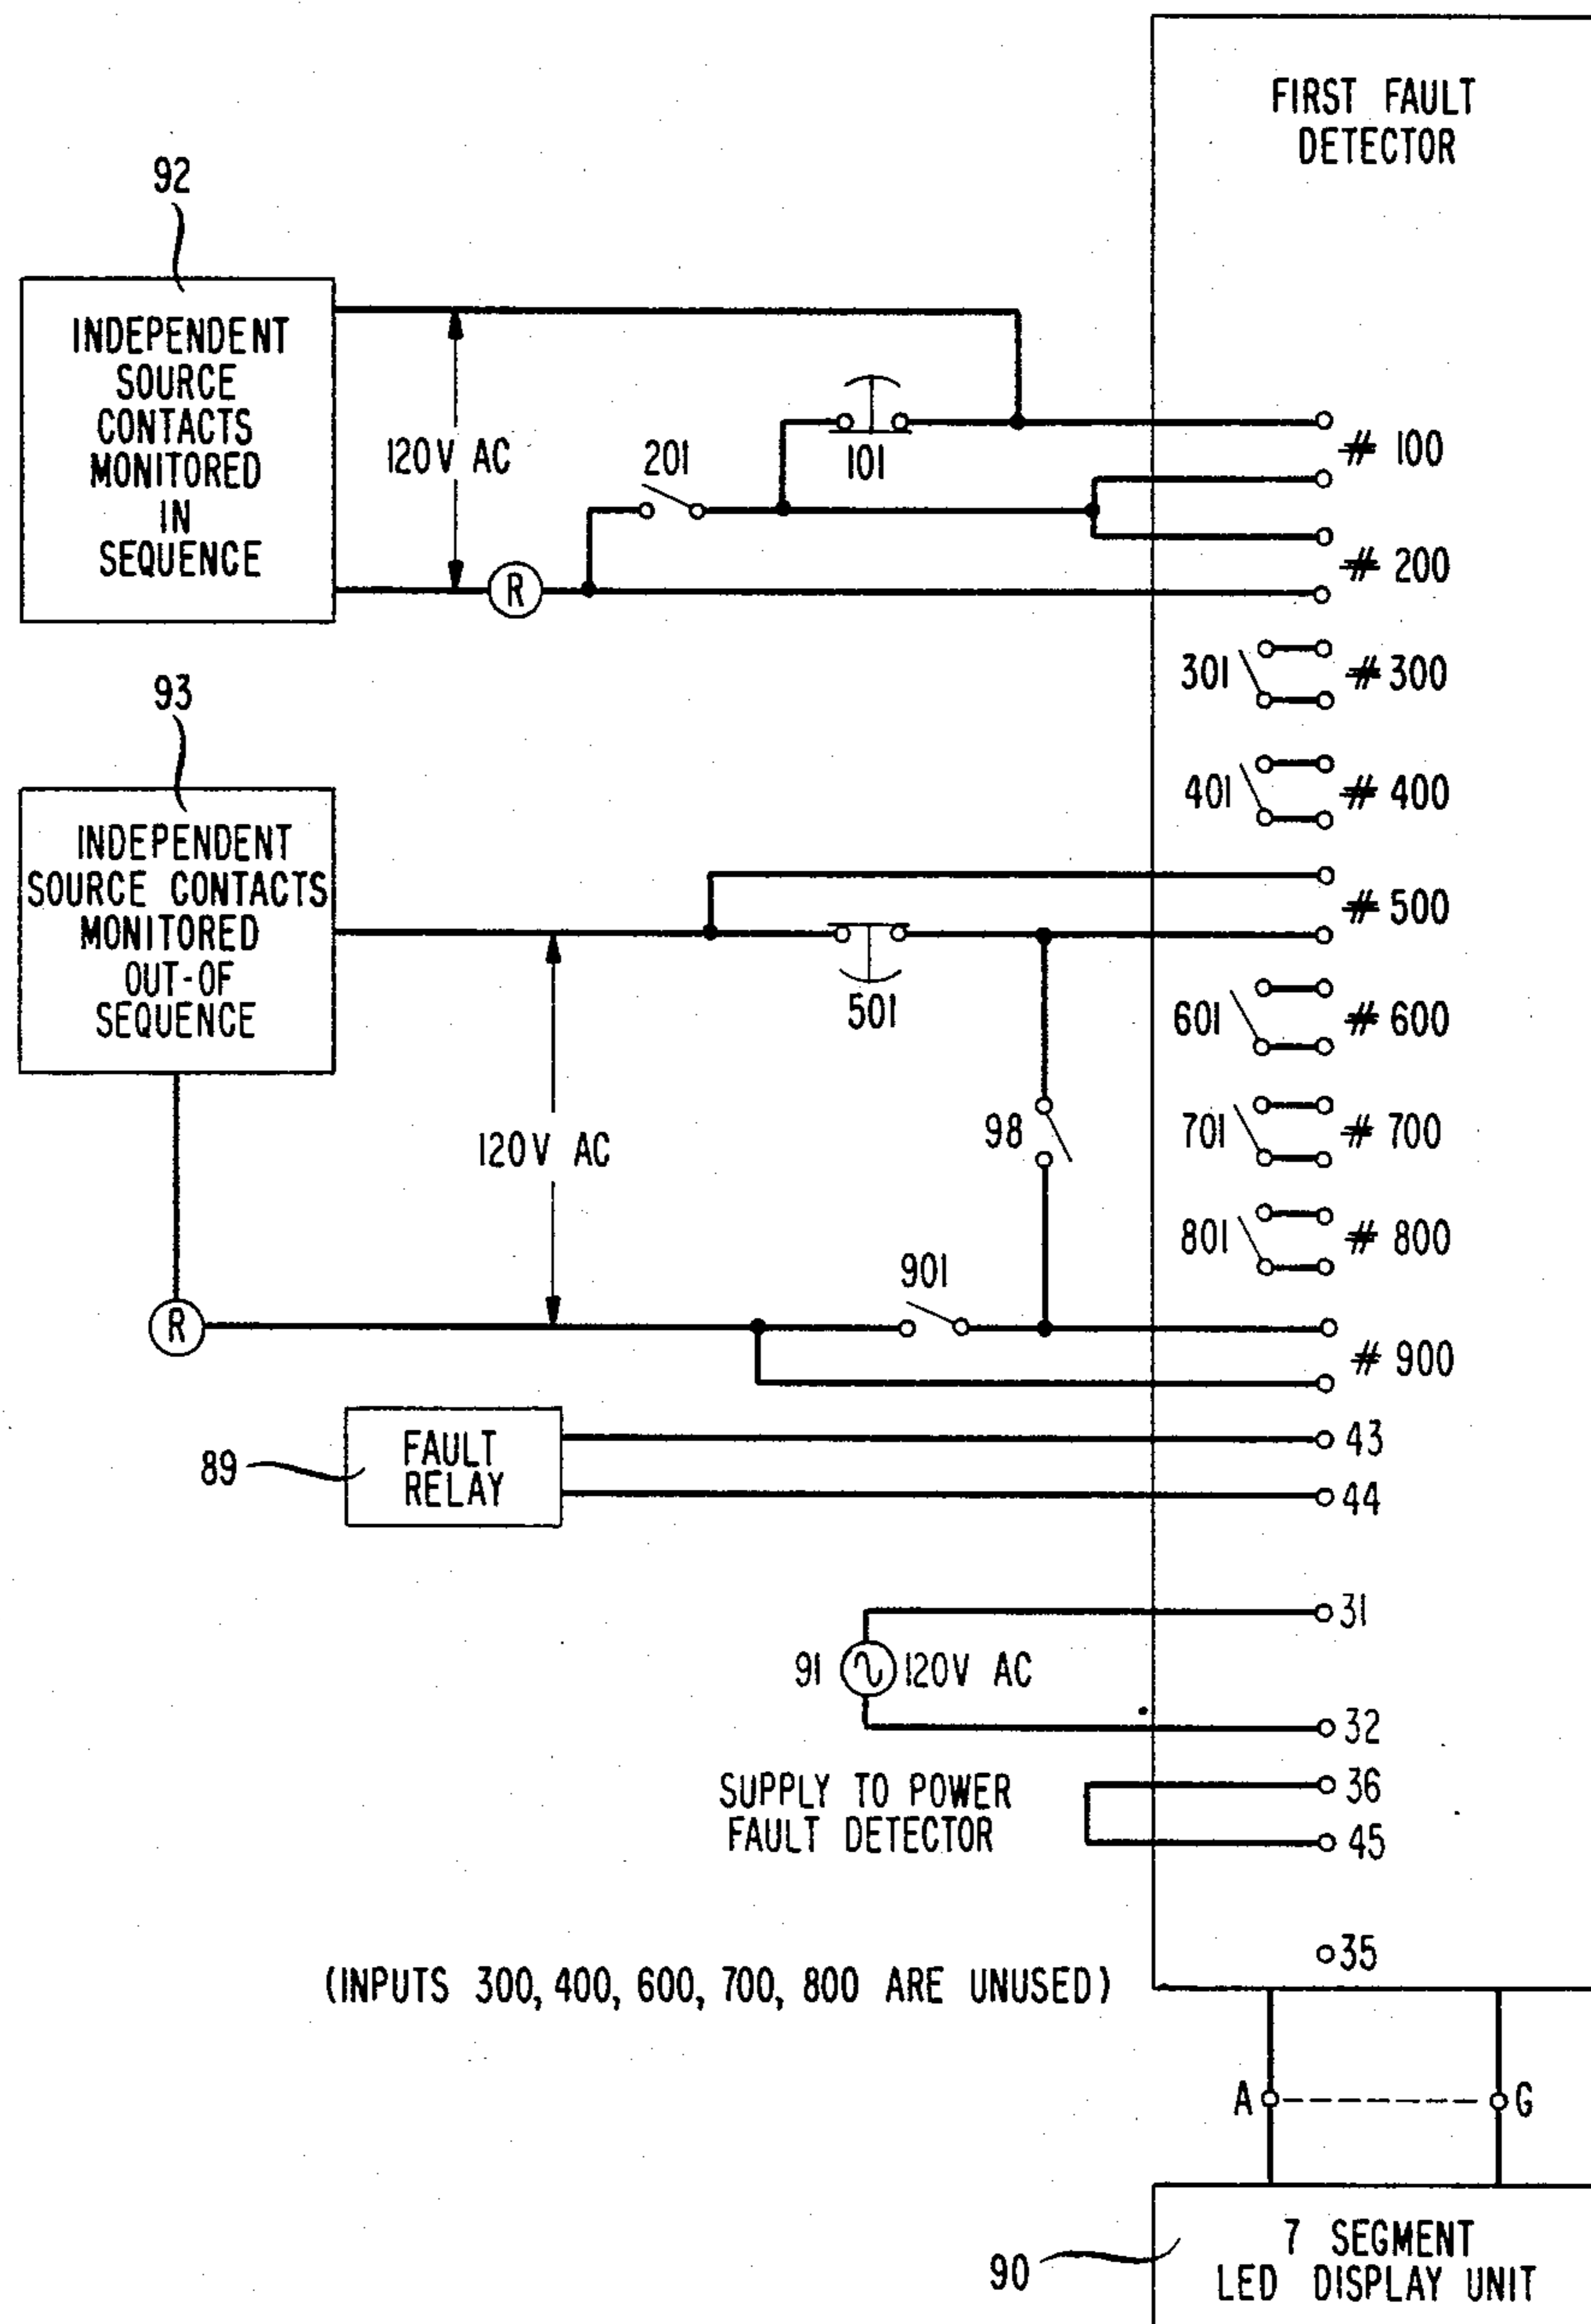 FIRST FAULT
DETECTOR
92
INDEPENDENT
SOURCE
CONTACTS
MONITORED
IN
SEQUENCE
120V AC
201
101
# 100
# 200
R
301
# 300
401
# 400
93
INDEPENDENT
SOURCE CONTACTS
MONITORED
OUT-OF
SEQUENCE
501
# 500
601
# 600
120V AC
98
701
# 700
801
# 800
901
R
# 900
89
FAULT
RELAY
43
44
31
91
120V AC
32
SUPPLY TO POWER
FAULT DETECTOR
36
45
35
(INPUTS 300, 400, 600, 700, 800 ARE UNUSED)
A
G
90
7 SEGMENT
LED DISPLAY UNIT